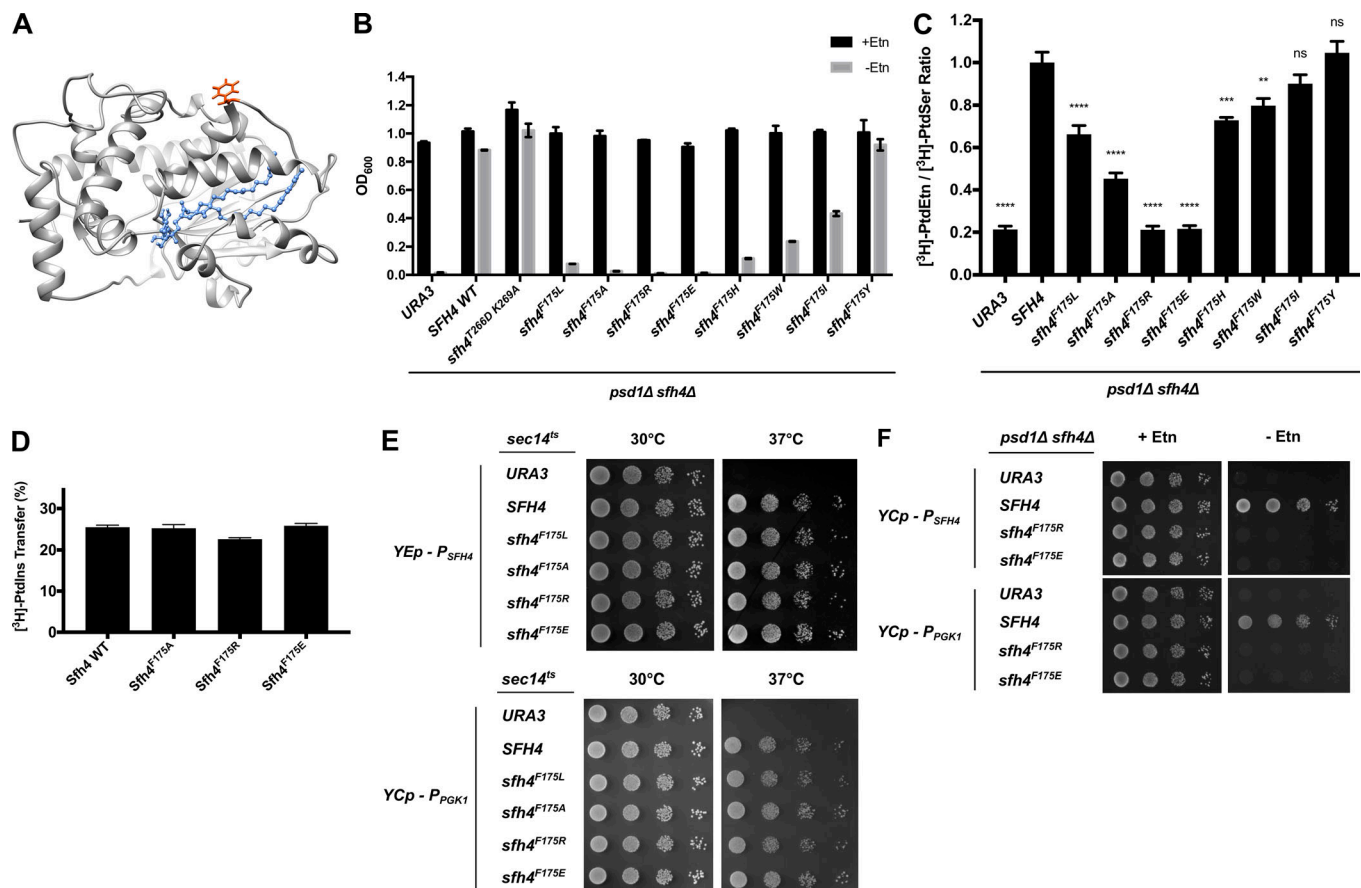 A
B
+Etn
-Etn
OD600
1.4
1.2
1.0
0.8
0.6
0.4
0.2
0.0
URA3
SFH4 WT
sfh4T266D K269A
sfh4F175L
sfh4F175A
sfh4F175R
sfh4F175E
sfh4F175H
sfh4F175W
sfh4F175I
sfh4F175Y
psd1Δ sfh4Δ
C
[3H]-PtdEtn / [3H]-PtdSer Ratio
1.2
1.0
0.8
0.6
0.4
0.2
0.0
****
****
****
****
****
***
**
ns
ns
URA3
SFH4
sfh4F175L
sfh4F175A
sfh4F175R
sfh4F175E
sfh4F175H
sfh4F175W
sfh4F175I
sfh4F175Y
psd1Δ sfh4Δ
D
[3H]-PtdIns Transfer (%)
30
20
10
0
Sfh4 WT
Sfh4F175A
Sfh4F175R
Sfh4F175E
E
sec14ts
30°C
37°C
YEp - PSFH4
URA3
SFH4
sfh4F175L
sfh4F175A
sfh4F175R
sfh4F175E
sec14ts
30°C
37°C
YCp - PPGK1
URA3
SFH4
sfh4F175L
sfh4F175A
sfh4F175R
sfh4F175E
F
psd1Δ sfh4Δ
+ Etn
- Etn
YCp - PSFH4
URA3
SFH4
sfh4F175R
sfh4F175E
YCp - PPGK1
URA3
SFH4
sfh4F175R
sfh4F175E